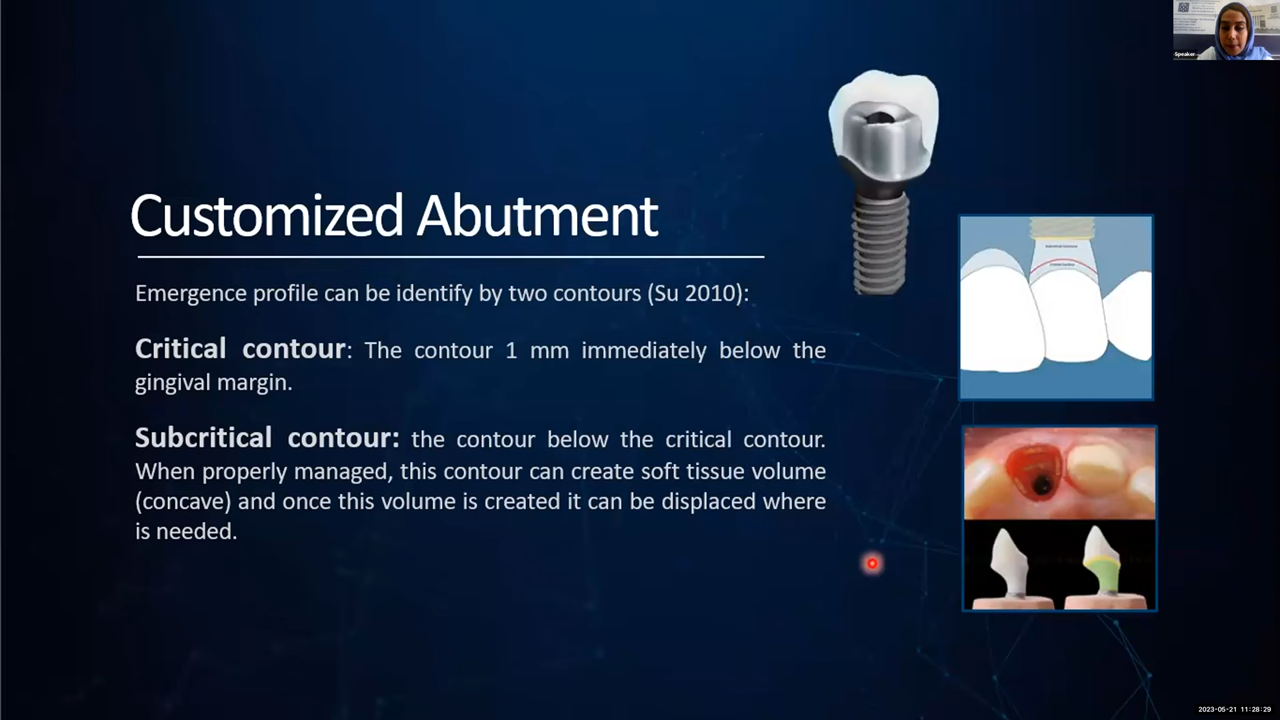 Speaker
Customized Abutment
Emergence profile can be identify by two contours (Su 2010):
Critical contour: The contour 1 mm immediately below the
gingival margin.
Subcritical contour: the contour below the critical contour.
When properly managed, this contour can create soft tissue volume
(concave) and once this volume is created it can be displaced where
is needed.
2023-05-21 11:28:29